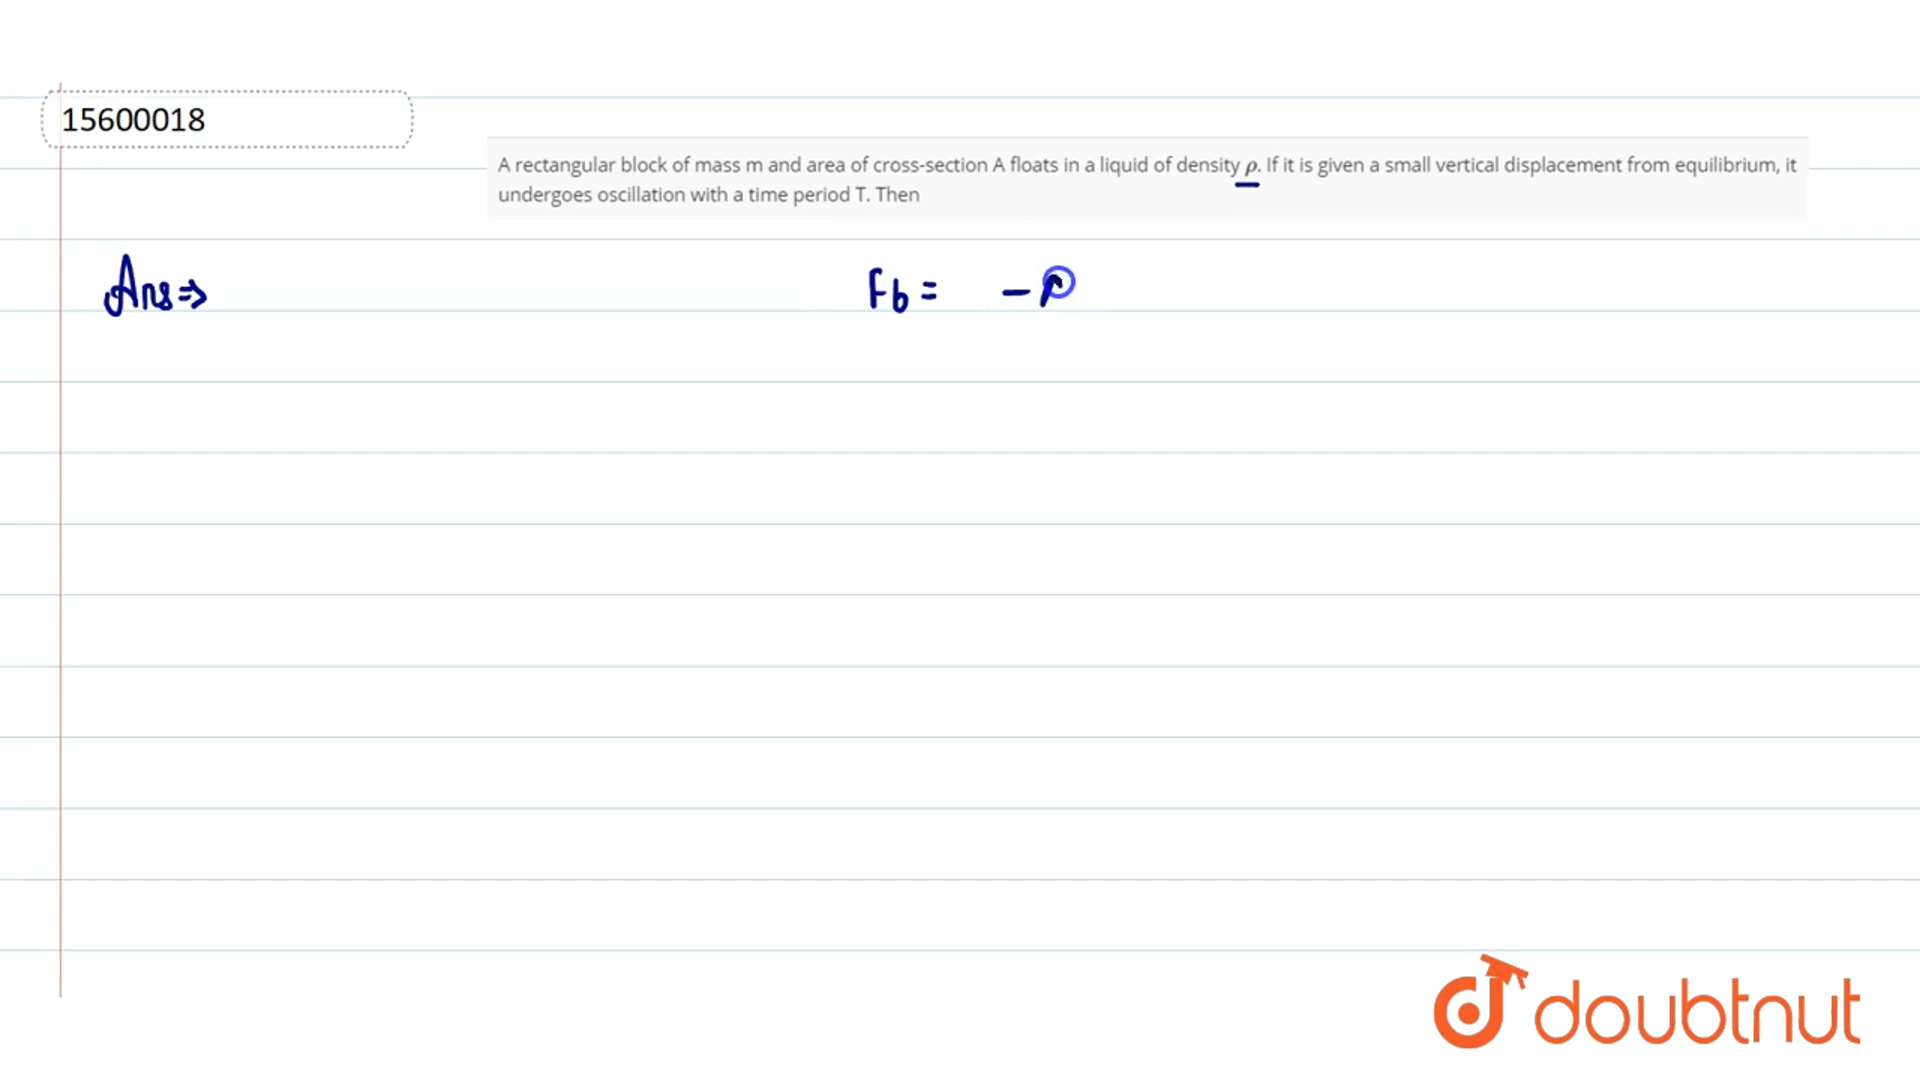 15600018
A rectangular block of mass m and area of cross-section A floats in a liquid of density ρ. If it is given a small vertical displacement from equilibrium, it
undergoes oscillation with a time period T. Then
Ans⇒
Fb = - ρ
doubtnut